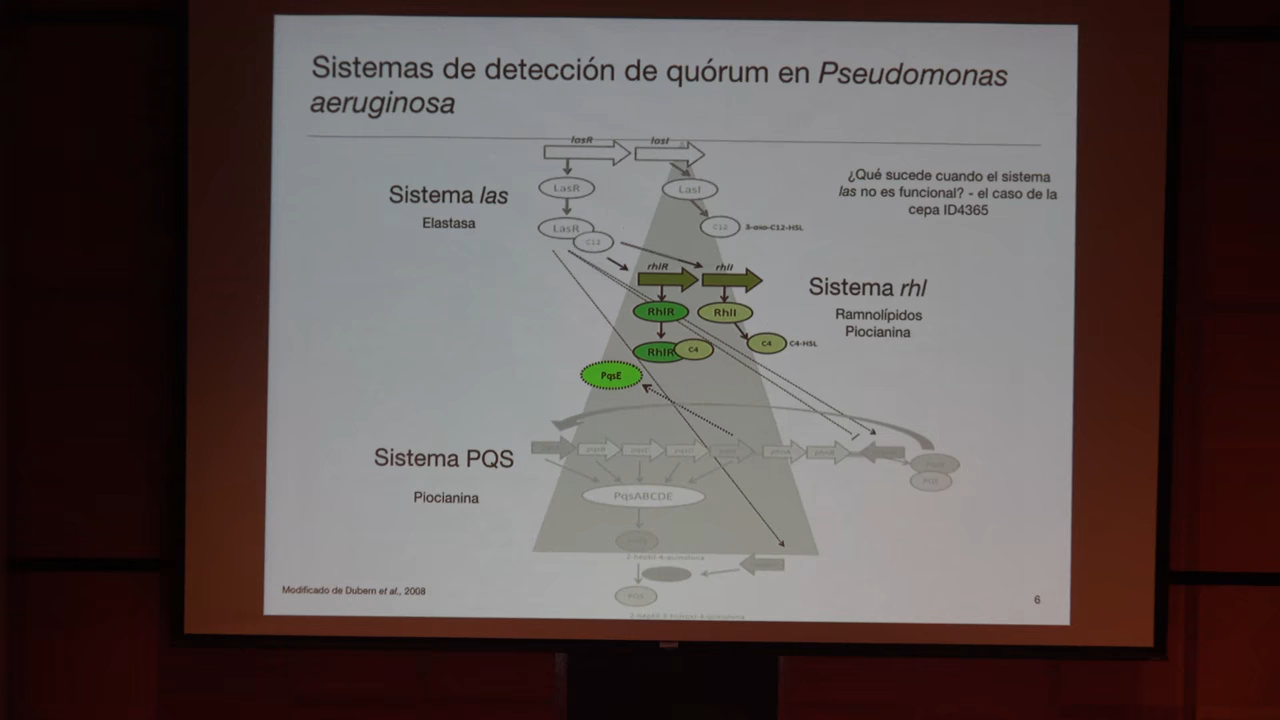 Sistemas de detección de quórum en Pseudomonas
aeruginosa
lasR
lasI
LasR
LasI
Sistema las
Elastasa
LasR
C12
C12
3-oxo-C12-HSL
¿Qué sucede cuando el sistema
las no es funcional? - el caso de la
cepa ID4365
rhlR
rhlI
RhlR
RhlI
Sistema rhl
Ramnolípidos
Piocianina
RhlR
C4
C4
C4-HSL
PqsE
Sistema PQS
Piocianina
PqsABCDE
PQS
Modificado de Dubern et al., 2008
6